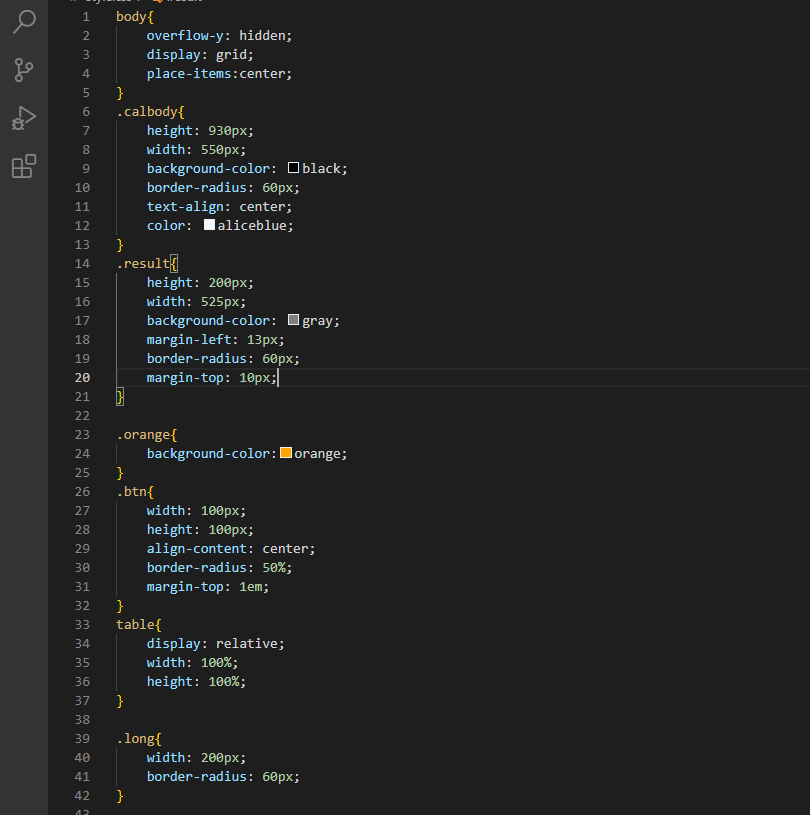 1 body{
2 overflow-y: hidden;
3 display: grid;
4 place-items:center;
5 }
6 .calbody{
7 height: 930px;
8 width: 550px;
9 background-color: black;
10 border-radius: 60px;
11 text-align: center;
12 color: aliceblue;
13 }
14 .result{
15 height: 200px;
16 width: 525px;
17 background-color: gray;
18 margin-left: 13px;
19 border-radius: 60px;
20 margin-top: 10px;
21 }
22
23 .orange{
24 background-color:orange;
25 }
26 .btn{
27 width: 100px;
28 height: 100px;
29 align-content: center;
30 border-radius: 50%;
31 margin-top: 1em;
32 }
33 table{
34 display: relative;
35 width: 100%;
36 height: 100%;
37 }
38
39 .long{
40 width: 200px;
41 border-radius: 60px;
42 }